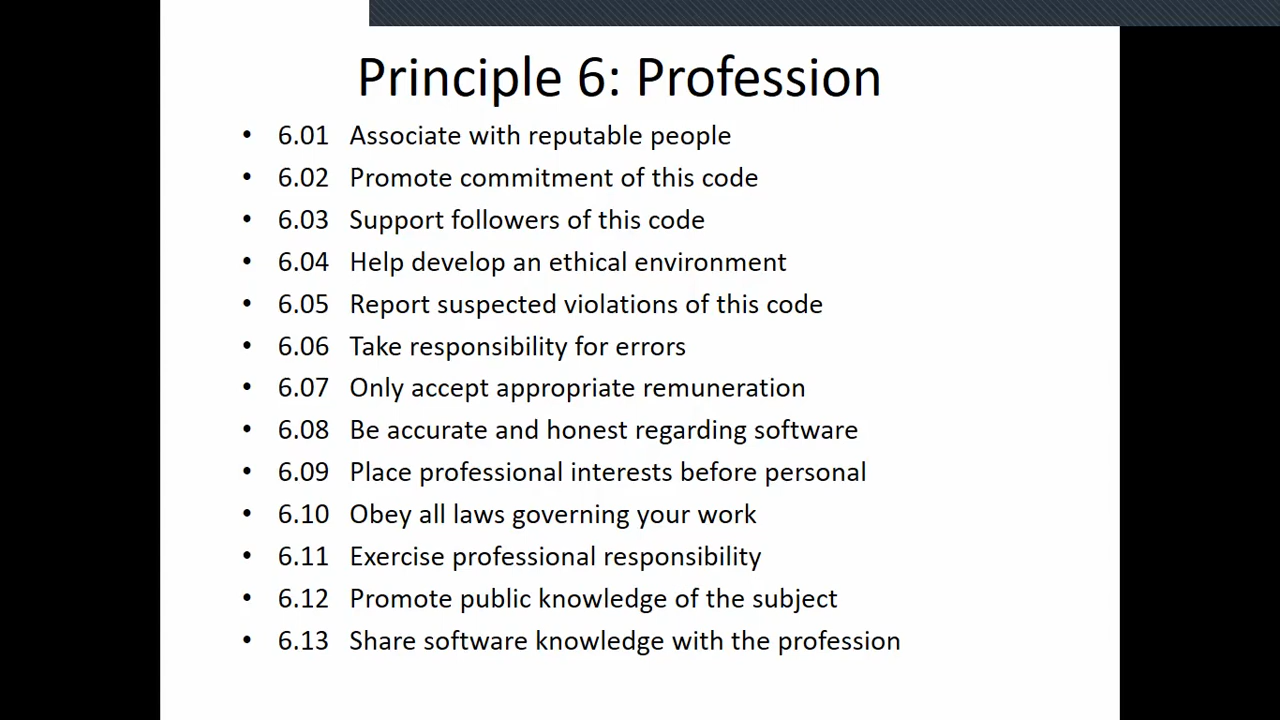 Principle 6: Profession
• 6.01 Associate with reputable people
• 6.02 Promote commitment of this code
• 6.03 Support followers of this code
• 6.04 Help develop an ethical environment
• 6.05 Report suspected violations of this code
• 6.06 Take responsibility for errors
• 6.07 Only accept appropriate remuneration
• 6.08 Be accurate and honest regarding software
• 6.09 Place professional interests before personal
• 6.10 Obey all laws governing your work
• 6.11 Exercise professional responsibility
• 6.12 Promote public knowledge of the subject
• 6.13 Share software knowledge with the profession